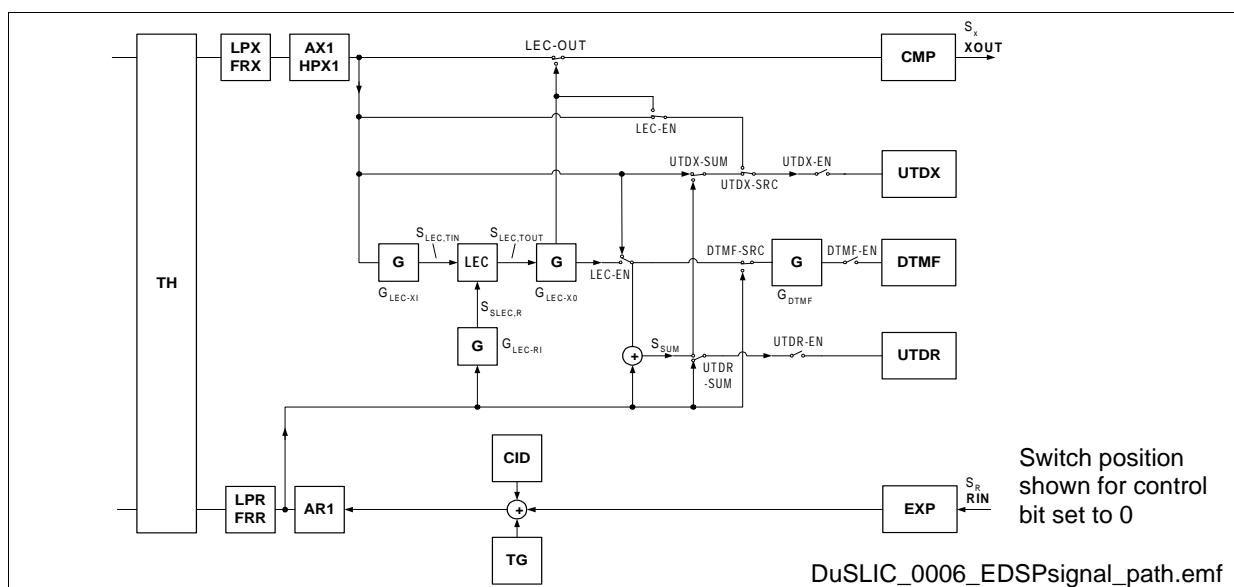 S_x
XOUT
LPX
FRX
AX1
HPX1
LEC-OUT
CMP
LEC-EN
UTDX-SUM
UTDX-EN
UTDX-SRC
UTDX
S_LEC,TIN
S_LEC,TOUT
DTMF-SRC
DTMF-EN
G
LEC
G
LEC-EN
G
DTMF
G_LEC-XI
G_LEC-X0
G_DTMF
S_SLEC,R
TH
G
G_LEC-RI
+
S_SUM
UTDR-EN
UTDR
UTDR
-SUM
CID
LPR
FRR
AR1
+
EXP
S_R
RIN
TG
Switch position
shown for control
bit set to 0
DuSLIC_0006_EDSPsignal_path.emf